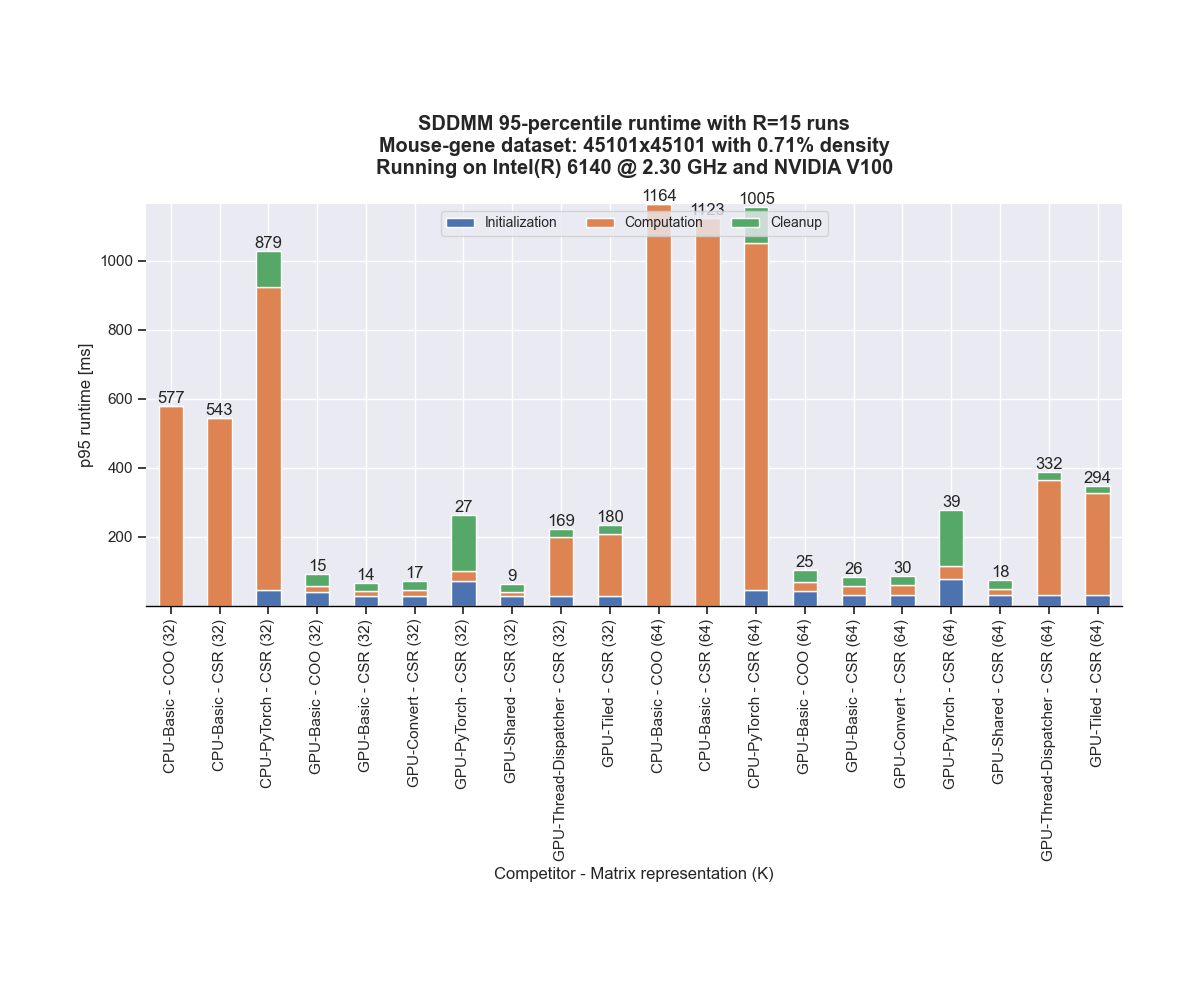 SDDMM 95-percentile runtime with R=15 runs
Mouse-gene dataset: 45101x45101 with 0.71% density
Running on Intel(R) 6140 @ 2.30 GHz and NVIDIA V100
Initialization
Computation
Cleanup
p95 runtime [ms]
1000
800
600
400
200
577
543
879
15
14
17
27
9
169
180
1164
1123
1005
25
26
30
39
18
332
294
CPU-Basic - COO (32)
CPU-Basic - CSR (32)
CPU-PyTorch - CSR (32)
GPU-Basic - COO (32)
GPU-Basic - CSR (32)
GPU-Convert - CSR (32)
GPU-PyTorch - CSR (32)
GPU-Shared - CSR (32)
GPU-Thread-Dispatcher - CSR (32)
GPU-Tiled - CSR (32)
CPU-Basic - COO (64)
CPU-Basic - CSR (64)
CPU-PyTorch - CSR (64)
GPU-Basic - COO (64)
GPU-Basic - CSR (64)
GPU-Convert - CSR (64)
GPU-PyTorch - CSR (64)
GPU-Shared - CSR (64)
GPU-Thread-Dispatcher - CSR (64)
GPU-Tiled - CSR (64)
Competitor - Matrix representation (K)